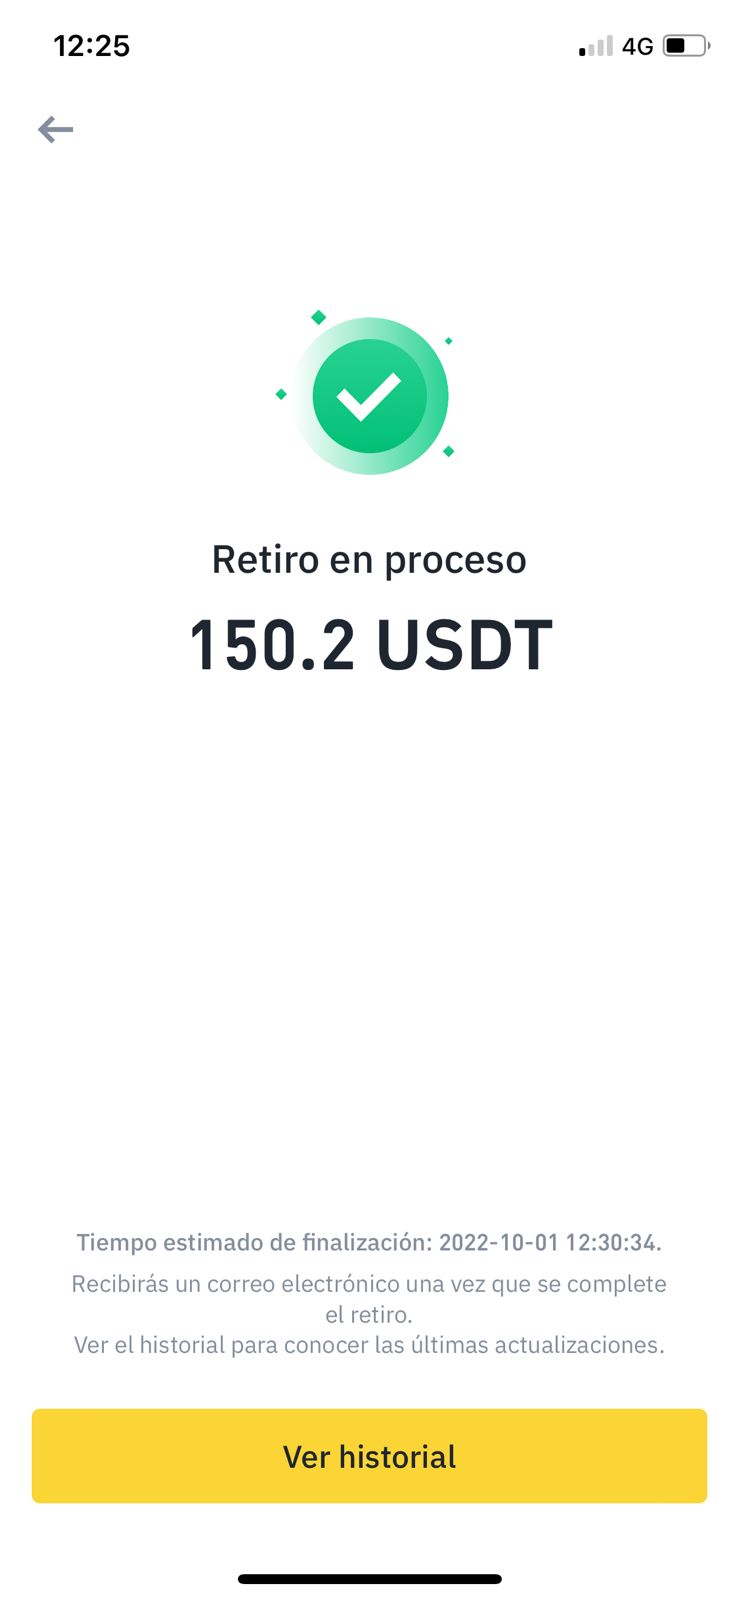 12:25
4G
Retiro en proceso
150.2 USDT
Tiempo estimado de finalización: 2022-10-01 12:30:34.
Recibirás un correo electrónico una vez que se complete
el retiro.
Ver el historial para conocer las últimas actualizaciones.
Ver historial